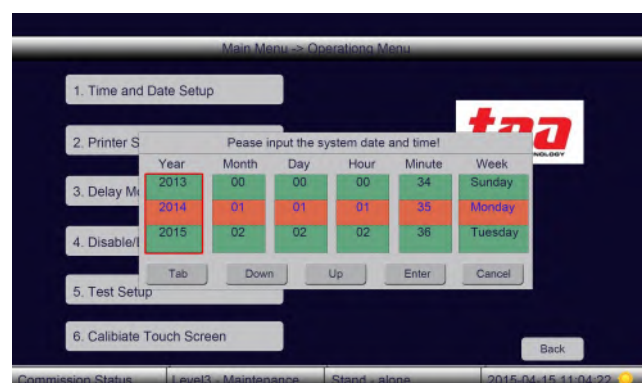 Main Menu -> Operationg Menu
1. Time and Date Setup
2. Printer S
Pease input the system date and time!
Year Month Day Hour Minute Week
2013 00 00 00 34 Sunday
2014 01 01 01 35 Monday
2015 02 02 02 36 Tuesday
Tab Down Up Enter Cancel
3. Delay M
4. Disable/
5. Test Setup
6. Calibiate Touch Screen
Back
Commission Status Level3 - Maintenance Stand - alone 2015-04-15 11:04:22